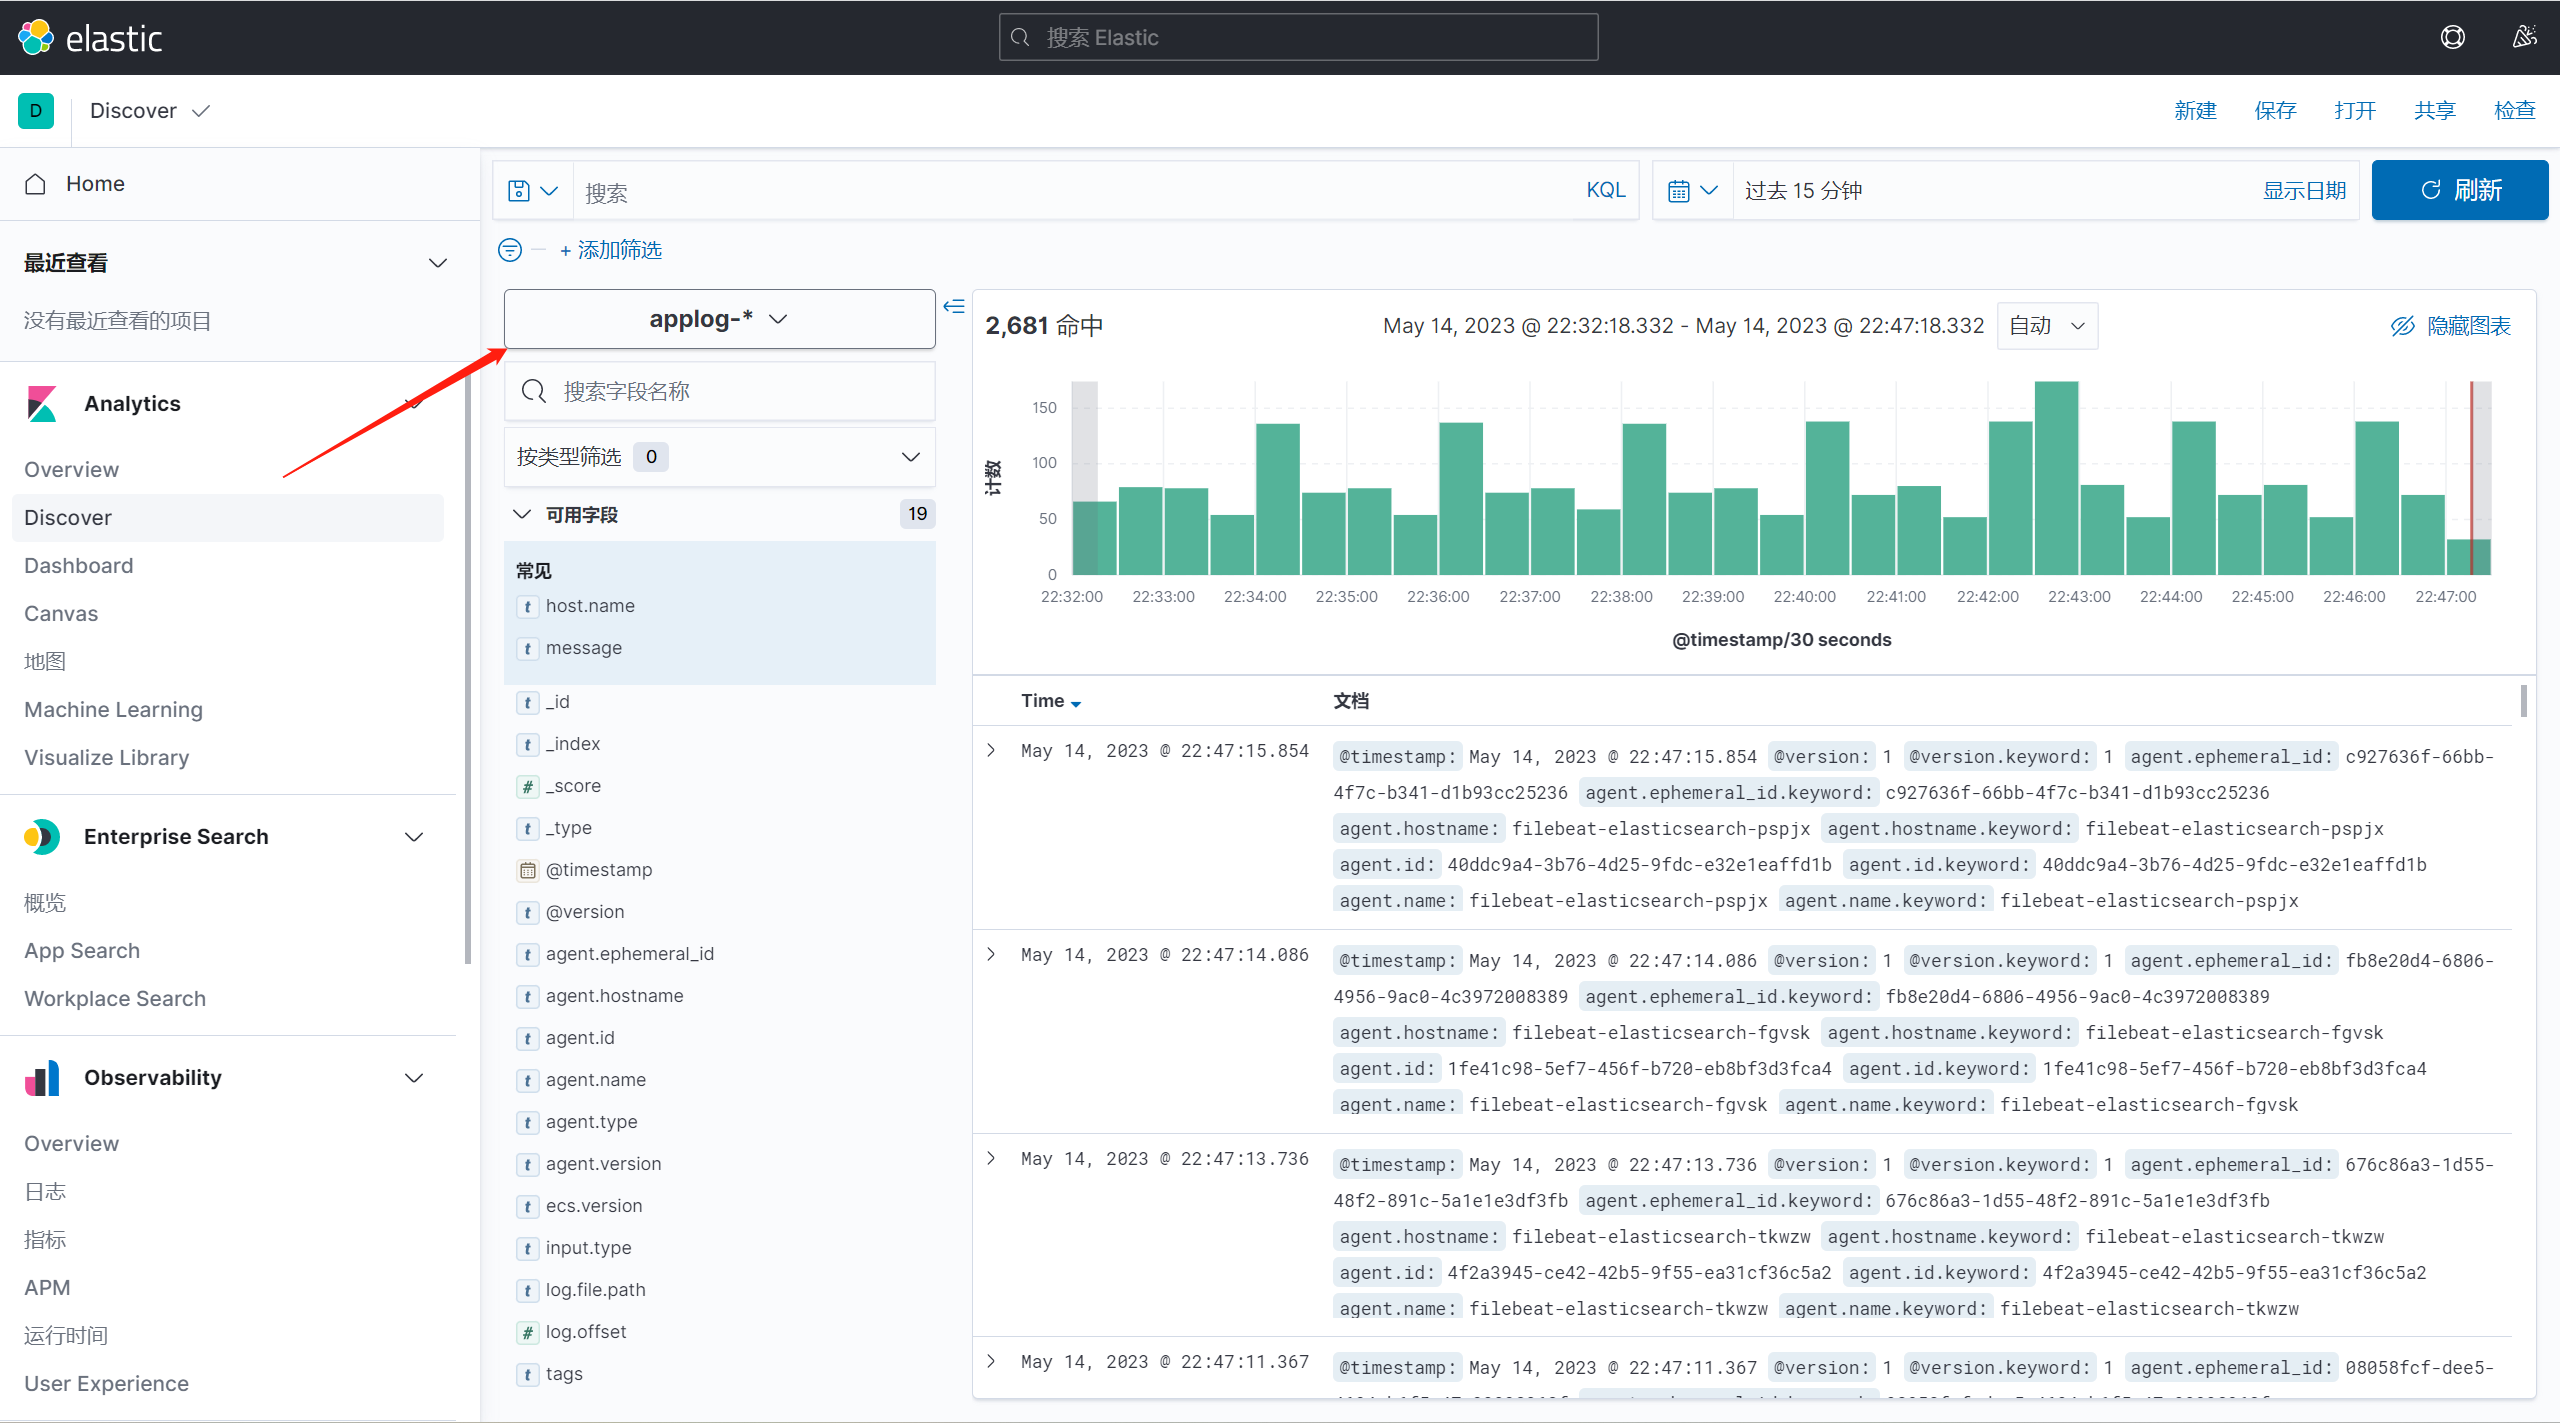 elastic
搜索 Elastic
D
Discover
新建
保存
打开
共享
检查
Home
最近查看
没有最近查看的项目
Analytics
Overview
Discover
Dashboard
Canvas
地图
Machine Learning
Visualize Library
Enterprise Search
概览
App Search
Workplace Search
Observability
Overview
日志
指标
APM
运行时间
User Experience
搜索
KQL
过去 15 分钟
显示日期
刷新
+ 添加筛选
applog-*
搜索字段名称
按类型筛选 0
可用字段 19
常见
t host.name
t message
t _id
t _index
# _score
t _type
@timestamp
t @version
t agent.ephemeral_id
t agent.hostname
t agent.id
t agent.name
t agent.type
t agent.version
t ecs.version
t input.type
t log.file.path
# log.offset
t tags
2,681 命中
May 14, 2023 @ 22:32:18.332 - May 14, 2023 @ 22:47:18.332
自动
隐藏图表
计数
150
100
50
0
22:32:00 22:33:00 22:34:00 22:35:00 22:36:00 22:37:00 22:38:00 22:39:00 22:40:00 22:41:00 22:42:00 22:43:00 22:44:00 22:45:00 22:46:00 22:47:00
@timestamp/30 seconds
Time
文档
May 14, 2023 @ 22:47:15.854
@timestamp: May 14, 2023 @ 22:47:15.854 @version: 1 @version.keyword: 1 agent.ephemeral_id: c927636f-66bb-
4f7c-b341-d1b93cc25236 agent.ephemeral_id.keyword: c927636f-66bb-4f7c-b341-d1b93cc25236
agent.hostname: filebeat-elasticsearch-pspjx agent.hostname.keyword: filebeat-elasticsearch-pspjx
agent.id: 40ddc9a4-3b76-4d25-9fdc-e32e1eaffd1b agent.id.keyword: 40ddc9a4-3b76-4d25-9fdc-e32e1eaffd1b
agent.name: filebeat-elasticsearch-pspjx agent.name.keyword: filebeat-elasticsearch-pspjx
May 14, 2023 @ 22:47:14.086
@timestamp: May 14, 2023 @ 22:47:14.086 @version: 1 @version.keyword: 1 agent.ephemeral_id: fb8e20d4-6806-
4956-9ac0-4c3972008389 agent.ephemeral_id.keyword: fb8e20d4-6806-4956-9ac0-4c3972008389
agent.hostname: filebeat-elasticsearch-fgvsk agent.hostname.keyword: filebeat-elasticsearch-fgvsk
agent.id: 1fe41c98-5ef7-456f-b720-eb8bf3d3fca4 agent.id.keyword: 1fe41c98-5ef7-456f-b720-eb8bf3d3fca4
agent.name: filebeat-elasticsearch-fgvsk agent.name.keyword: filebeat-elasticsearch-fgvsk
May 14, 2023 @ 22:47:13.736
@timestamp: May 14, 2023 @ 22:47:13.736 @version: 1 @version.keyword: 1 agent.ephemeral_id: 676c86a3-1d55-
48f2-891c-5a1e1e3df3fb agent.ephemeral_id.keyword: 676c86a3-1d55-48f2-891c-5a1e1e3df3fb
agent.hostname: filebeat-elasticsearch-tkwzw agent.hostname.keyword: filebeat-elasticsearch-tkwzw
agent.id: 4f2a3945-ce42-42b5-9f55-ea31cf36c5a2 agent.id.keyword: 4f2a3945-ce42-42b5-9f55-ea31cf36c5a2
agent.name: filebeat-elasticsearch-tkwzw agent.name.keyword: filebeat-elasticsearch-tkwzw
May 14, 2023 @ 22:47:11.367
@timestamp: May 14, 2023 @ 22:47:11.367 @version: 1 @version.keyword: 1 agent.ephemeral_id: 08058fcf-dee5-